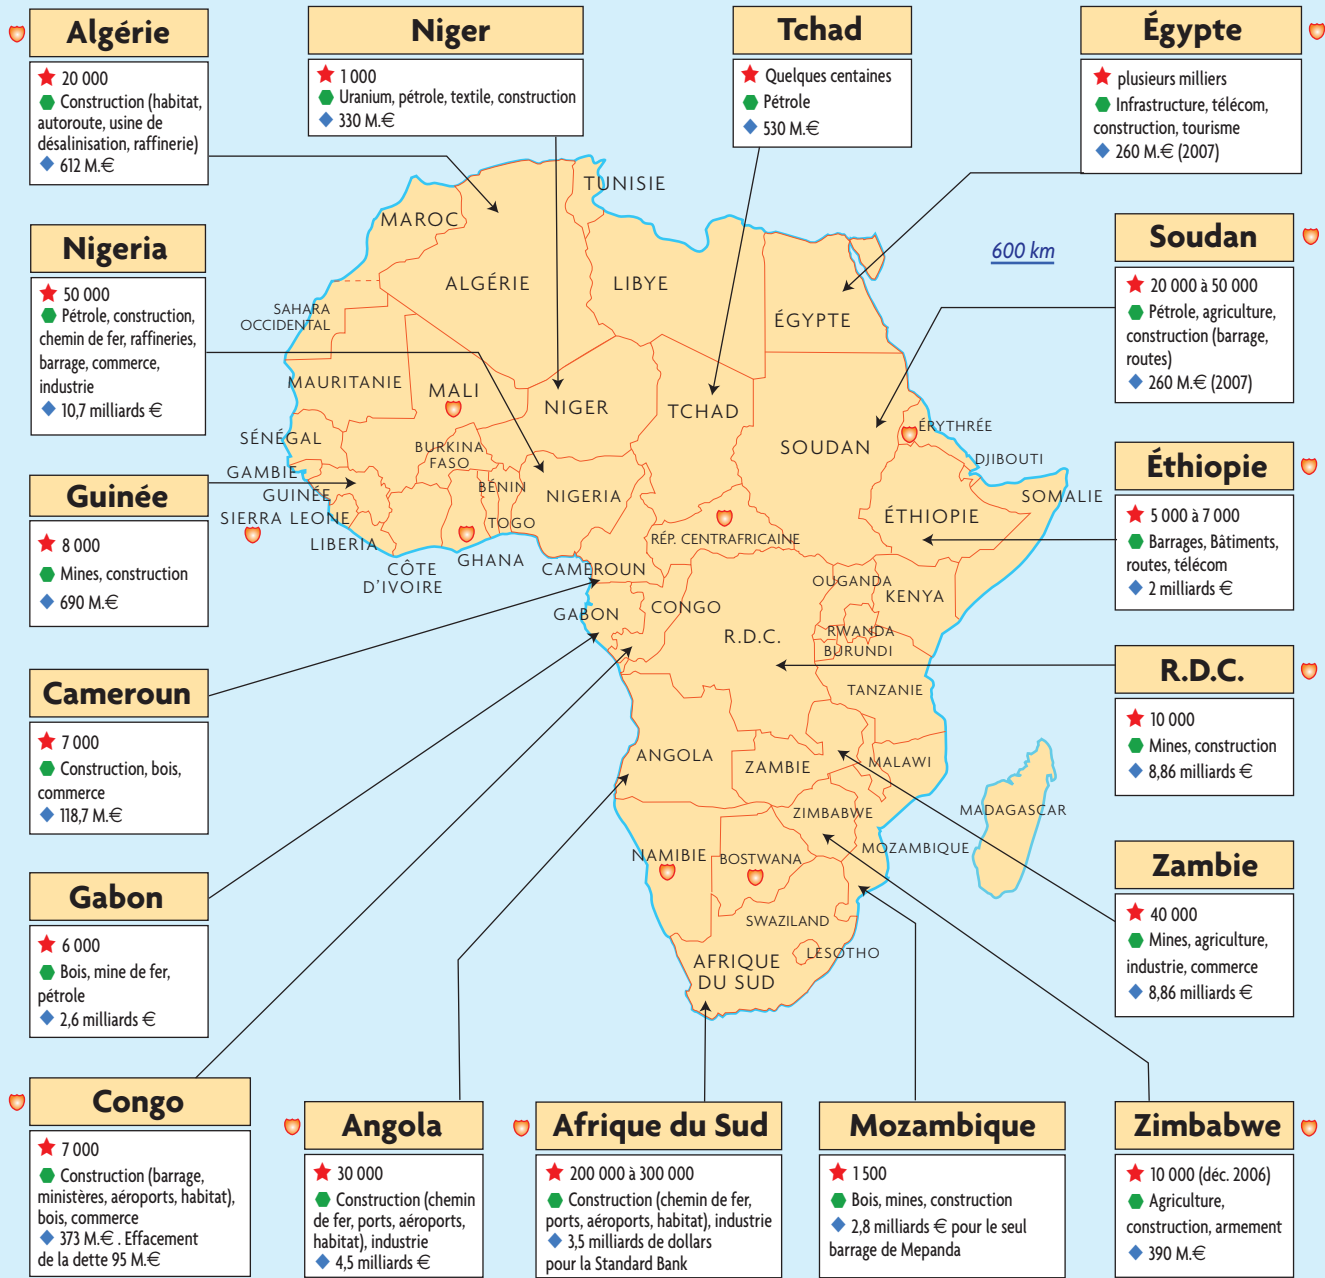 Algérie
20 000
Construction (habitat,
autoroute, usine de
désalinisation, raffinerie)
612 M.€
Niger
1 000
Uranium, pétrole, textile, construction
330 M.€
Tchad
Quelques centaines
Pétrole
530 M.€
Égypte
plusieurs milliers
Infrastructure, télécom,
construction, tourisme
260 M.€ (2007)
Nigeria
50 000
Pétrole, construction,
chemin de fer, raffineries,
barrage, commerce,
industrie
10,7 milliards €
Soudan
20 000 à 50 000
Pétrole, agriculture,
construction (barrage,
routes)
260 M.€ (2007)
Guinée
8 000
Mines, construction
690 M.€
Éthiopie
5 000 à 7 000
Barrages, Bâtiments,
routes, télécom
2 milliards €
Cameroun
7 000
Construction, bois,
commerce
118,7 M.€
R.D.C.
10 000
Mines, construction
8,86 milliards €
Gabon
6 000
Bois, mine de fer,
pétrole
2,6 milliards €
Zambie
40 000
Mines, agriculture,
industrie, commerce
8,86 milliards €
Congo
7 000
Construction (barrage,
ministères, aéroports, habitat),
bois, commerce
373 M.€ . Effacement
de la dette 95 M.€
Angola
30 000
Construction (chemin
de fer, ports, aéroports,
habitat), industrie
4,5 milliards €
Afrique du Sud
200 000 à 300 000
Construction (chemin de fer,
ports, aéroports, habitat), industrie
3,5 milliards de dollars
pour la Standard Bank
Mozambique
1 500
Bois, mines, construction
2,8 milliards € pour le seul
barrage de Mepanda
Zimbabwe
10 000 (déc. 2006)
Agriculture,
construction, armement
390 M.€
600 km
TUNISIE
MAROC
ALGÉRIE
LIBYE
ÉGYPTE
SAHARA
OCCIDENTAL
MAURITANIE
MALI
NIGER
TCHAD
SOUDAN
ÉRYTHRÉE
DJIBOUTI
SOMALIE
SÉNÉGAL
GAMBIE
GUINÉE
SIERRA LEONE
LIBERIA
CÔTE
D'IVOIRE
BURKINA
FASO
GHANA
TOGO
BÉNIN
NIGERIA
CAMEROUN
RÉP. CENTRAFRICAINE
ÉTHIOPIE
OUGANDA
KENYA
GABON
CONGO
R.D.C.
RWANDA
BURUNDI
TANZANIE
ANGOLA
ZAMBIE
MALAWI
ZIMBABWE
MOZAMBIQUE
MADAGASCAR
NAMIBIE
BOSTWANA
SWAZILAND
LESOTHO
AFRIQUE
DU SUD